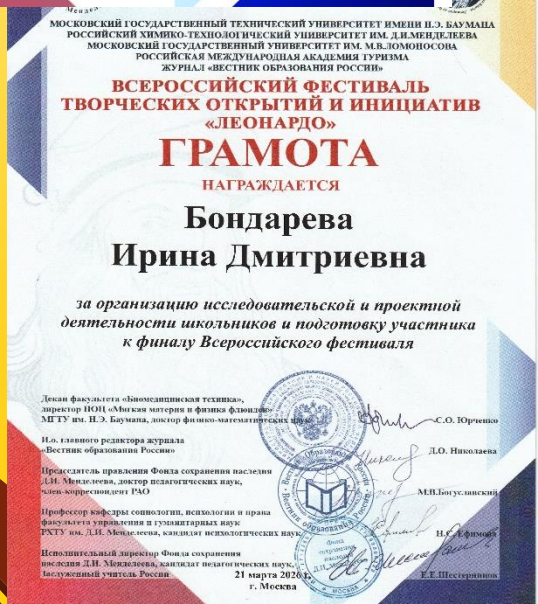 МОСКОВСКИЙ ГОСУДАРСТВЕННЫЙ ТЕХНИЧЕСКИЙ УНИВЕРСИТЕТ ИМЕНИ Н.Э. БАУМАНА
РОССИЙСКИЙ ХИМИКО-ТЕХНОЛОГИЧЕСКИЙ УНИВЕРСИТЕТ ИМ. Д.И.МЕНДЕЛЕЕВА
МОСКОВСКИЙ ГОСУДАРСТВЕННЫЙ УНИВЕРСИТЕТ ИМ. М.В.ЛОМОНОСОВА
РОССИЙСКАЯ МЕЖДУНАРОДНАЯ АКАДЕМИЯ ТУРИЗМА
ЖУРНАЛ «ВЕСТНИК ОБРАЗОВАНИЯ РОССИИ»
ВСЕРОССИЙСКИЙ ФЕСТИВАЛЬ
ТВОРЧЕСКИХ ОТКРЫТИЙ И ИНИЦИАТИВ
«ЛЕОНАРДО»
ГРАМОТА
НАГРАЖДАЕТСЯ
Бондарева
Ирина Дмитриевна
за организацию исследовательской и проектной
деятельности школьников и подготовку участника
к финалу Всероссийского фестиваля
Декан факультета «Биомедицинская техника»,
директор НОЦ «Мягкая материя и физика флюидов»
МГТУ им. Н.Э. Баумана, доктор физико-математических наук С.О. Юрченко
И.о. главного редактора журнала
«Вестник образования России» Д.О. Николаева
Председатель правления Фонда сохранения наследия
Д.И. Менделеева, доктор педагогических наук,
член-корреспондент РАО М.В.Богуславский
Профессор кафедры социологии, психологии и права
факультета управления и гуманитарных наук
РХТУ им. Д.И. Менделеева, кандидат психологических наук Н.С. Ефимова
Исполнительный директор Фонда сохранения
наследия Д.И. Менделеева, кандидат педагогических наук,
Заслуженный учитель России Е.Е Шестерников
21 марта 2026 г.
г. Москва